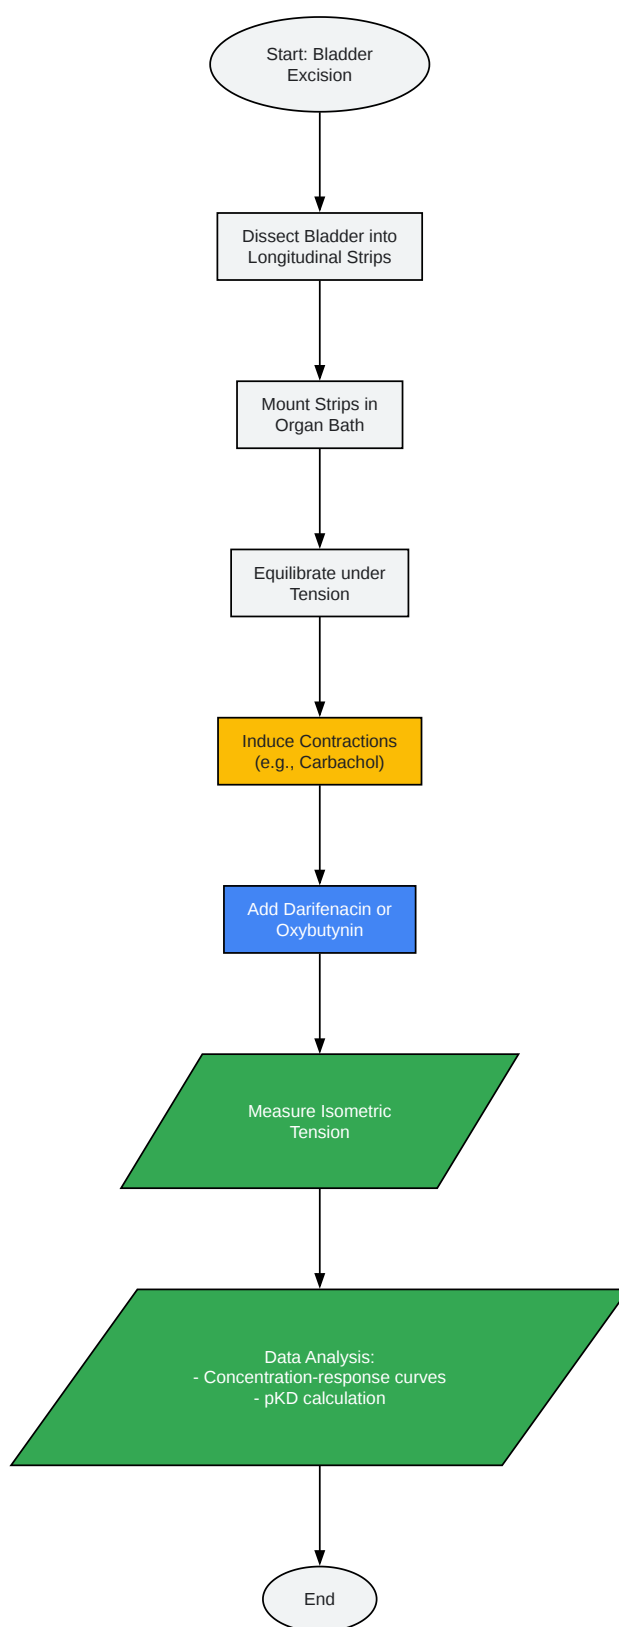 Start: Bladder
Excision
Dissect Bladder into
Longitudinal Strips
Mount Strips in
Organ Bath
Equilibrate under
Tension
Induce Contractions
(e.g., Carbachol)
Add Darifenacin or
Oxybutynin
Measure Isometric
Tension
Data Analysis:
- Concentration-response curves
- pKD calculation
End